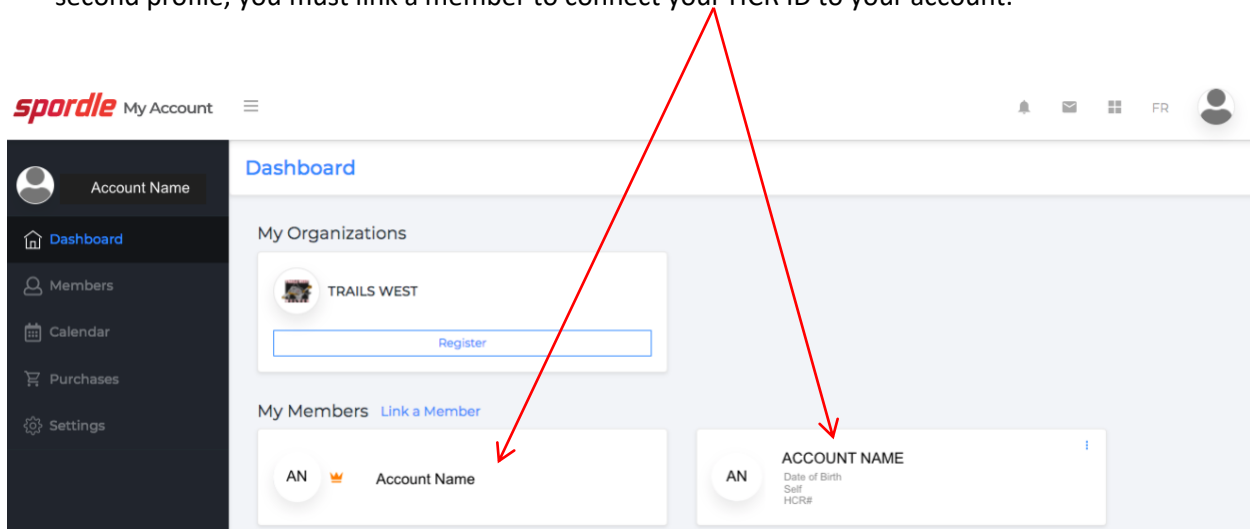 second profile, you must link a member to connect your HCR ID to your account.
spordle My Account
FR
Account Name
Dashboard
Dashboard
Members
Calendar
Purchases
Settings
My Organizations
TRAILS WEST
Register
My Members Link a Member
AN Account Name
AN ACCOUNT NAME
Date of Birth
Self
HCR#